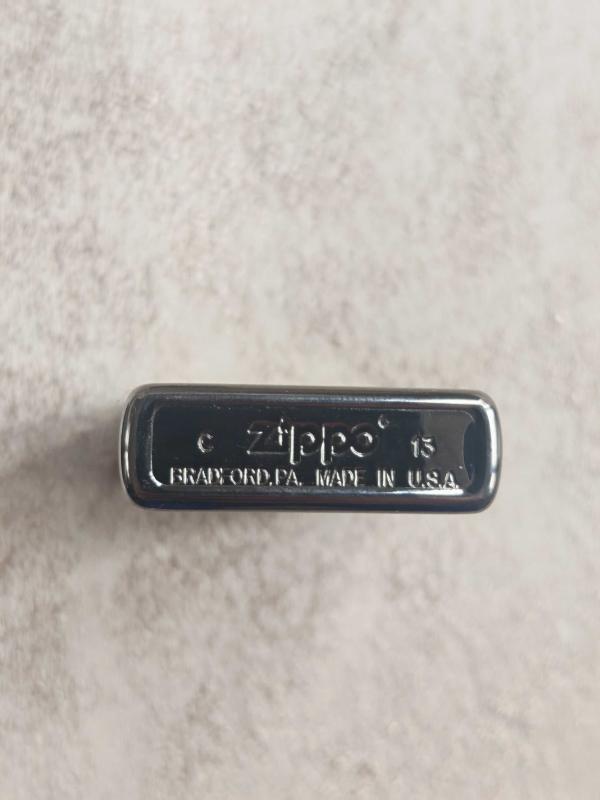 C Zippo 13
BRADFORD, PA. MADE IN U.S.A.